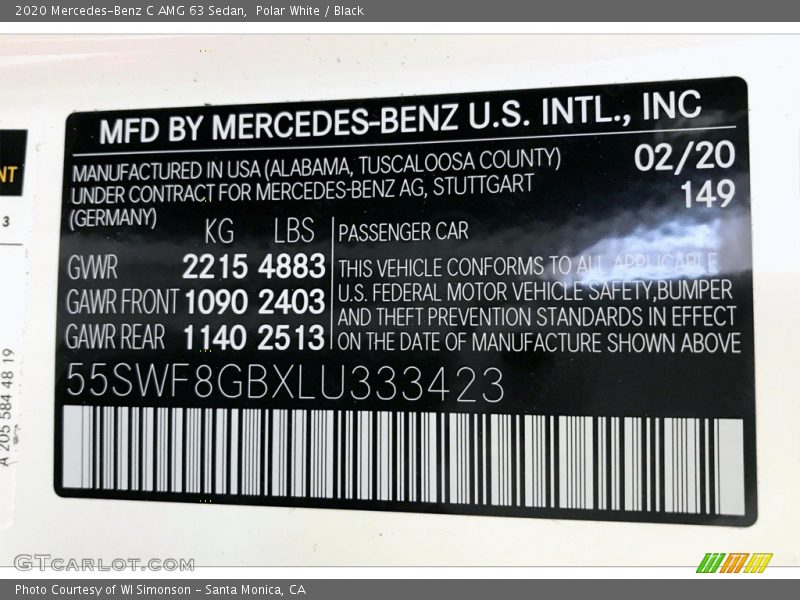 2020 Mercedes-Benz C AMG 63 Sedan,  Polar White / Black
MFD BY MERCEDES-BENZ U.S. INTL., INC
MANUFACTURED IN USA (ALABAMA, TUSCALOOSA COUNTY)
02/20
UNDER CONTRACT FOR MERCEDES-BENZ AG, STUTTGART
149
(GERMANY)
KG LBS
PASSENGER CAR
GVWR 2215 4883
GAWR FRONT 1090 2403
GAWR REAR 1140 2513
THIS VEHICLE CONFORMS TO ALL APPLICABLE
U.S. FEDERAL MOTOR VEHICLE SAFETY,BUMPER
AND THEFT PREVENTION STANDARDS IN EFFECT
ON THE DATE OF MANUFACTURE SHOWN ABOVE
55SWF8GBXLU333423
NT
3
A 205 584 48 19
GTcarlot.com
Photo Courtesy of WI Simonson - Santa Monica, CA